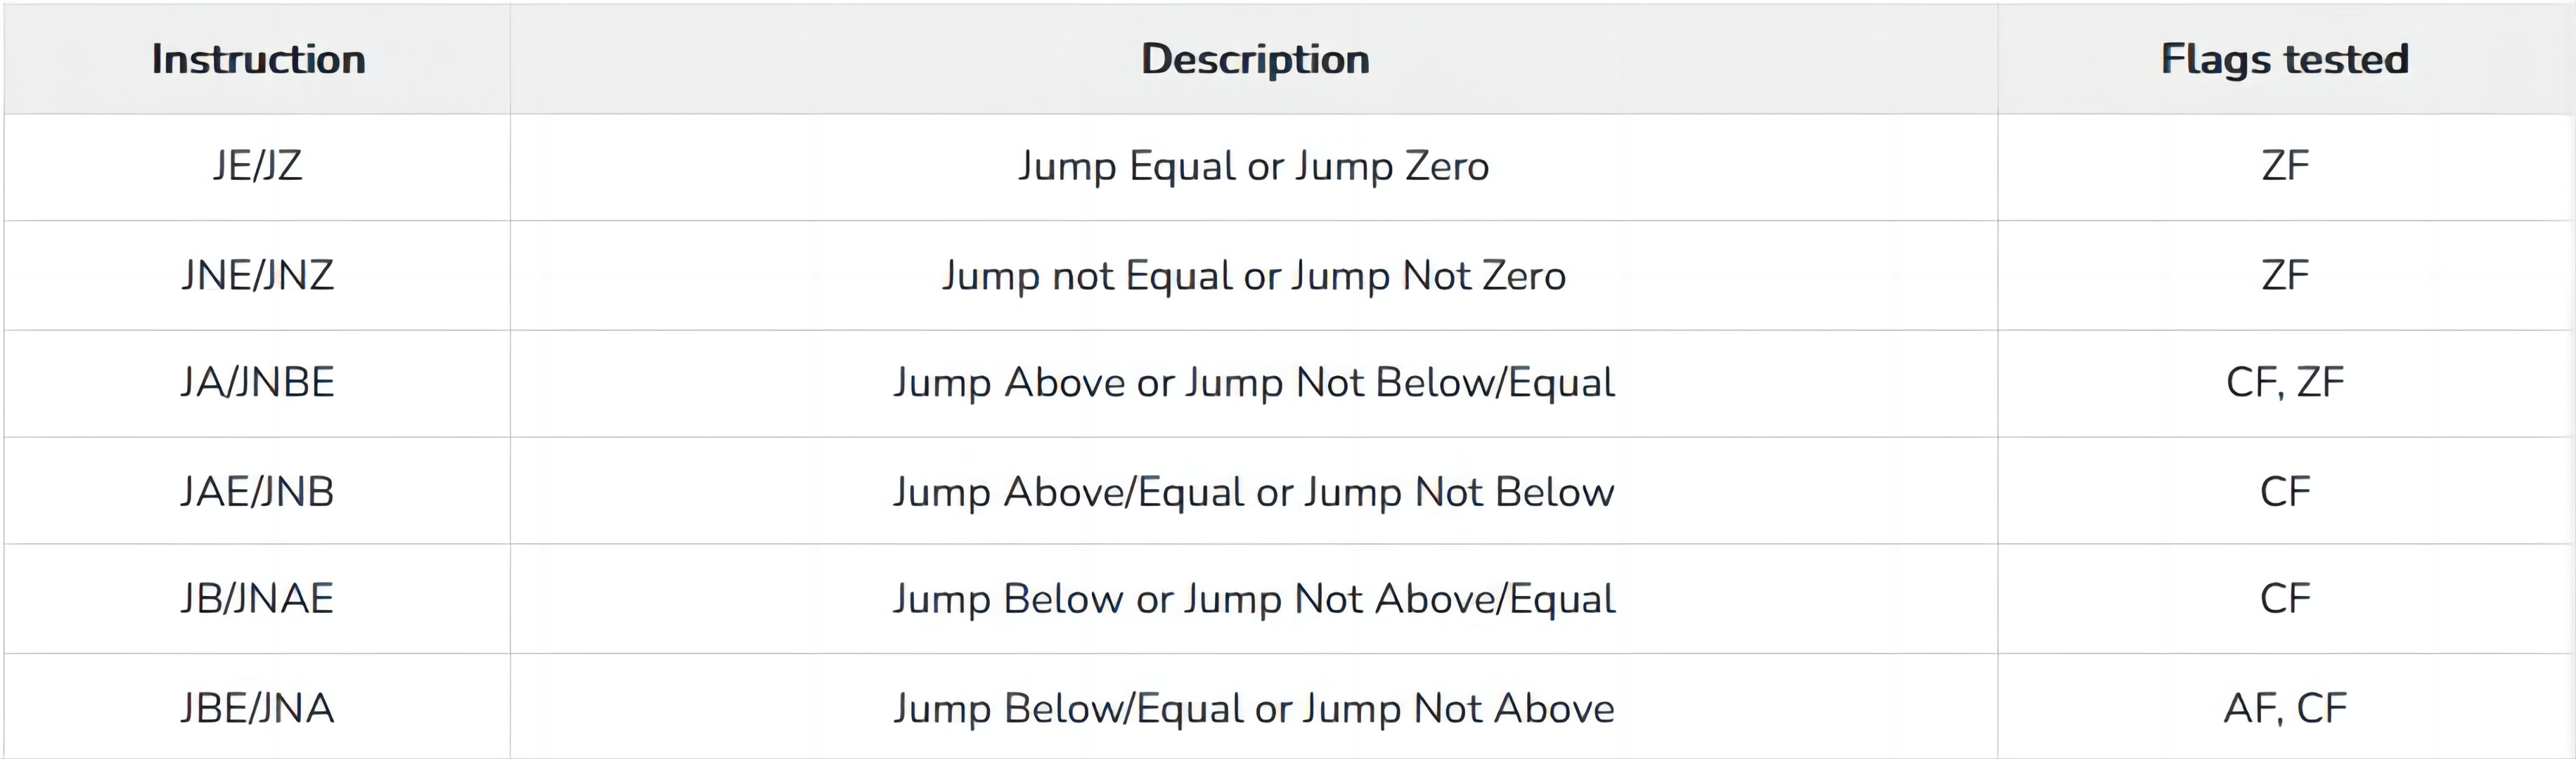 Instruction Description Flags tested
JE/JZ Jump Equal or Jump Zero ZF
JNE/JNZ Jump not Equal or Jump Not Zero ZF
JA/JNBE Jump Above or Jump Not Below/Equal CF, ZF
JAE/JNB Jump Above/Equal or Jump Not Below CF
JB/JNAE Jump Below or Jump Not Above/Equal CF
JBE/JNA Jump Below/Equal or Jump Not Above AF, CF